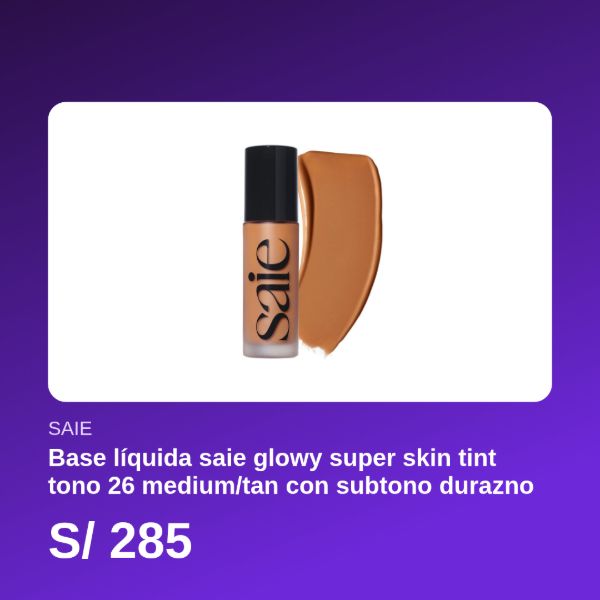 saie
SAIE
Base líquida saie glowy super skin tint
tono 26 medium/tan con subtono durazno
S/ 285